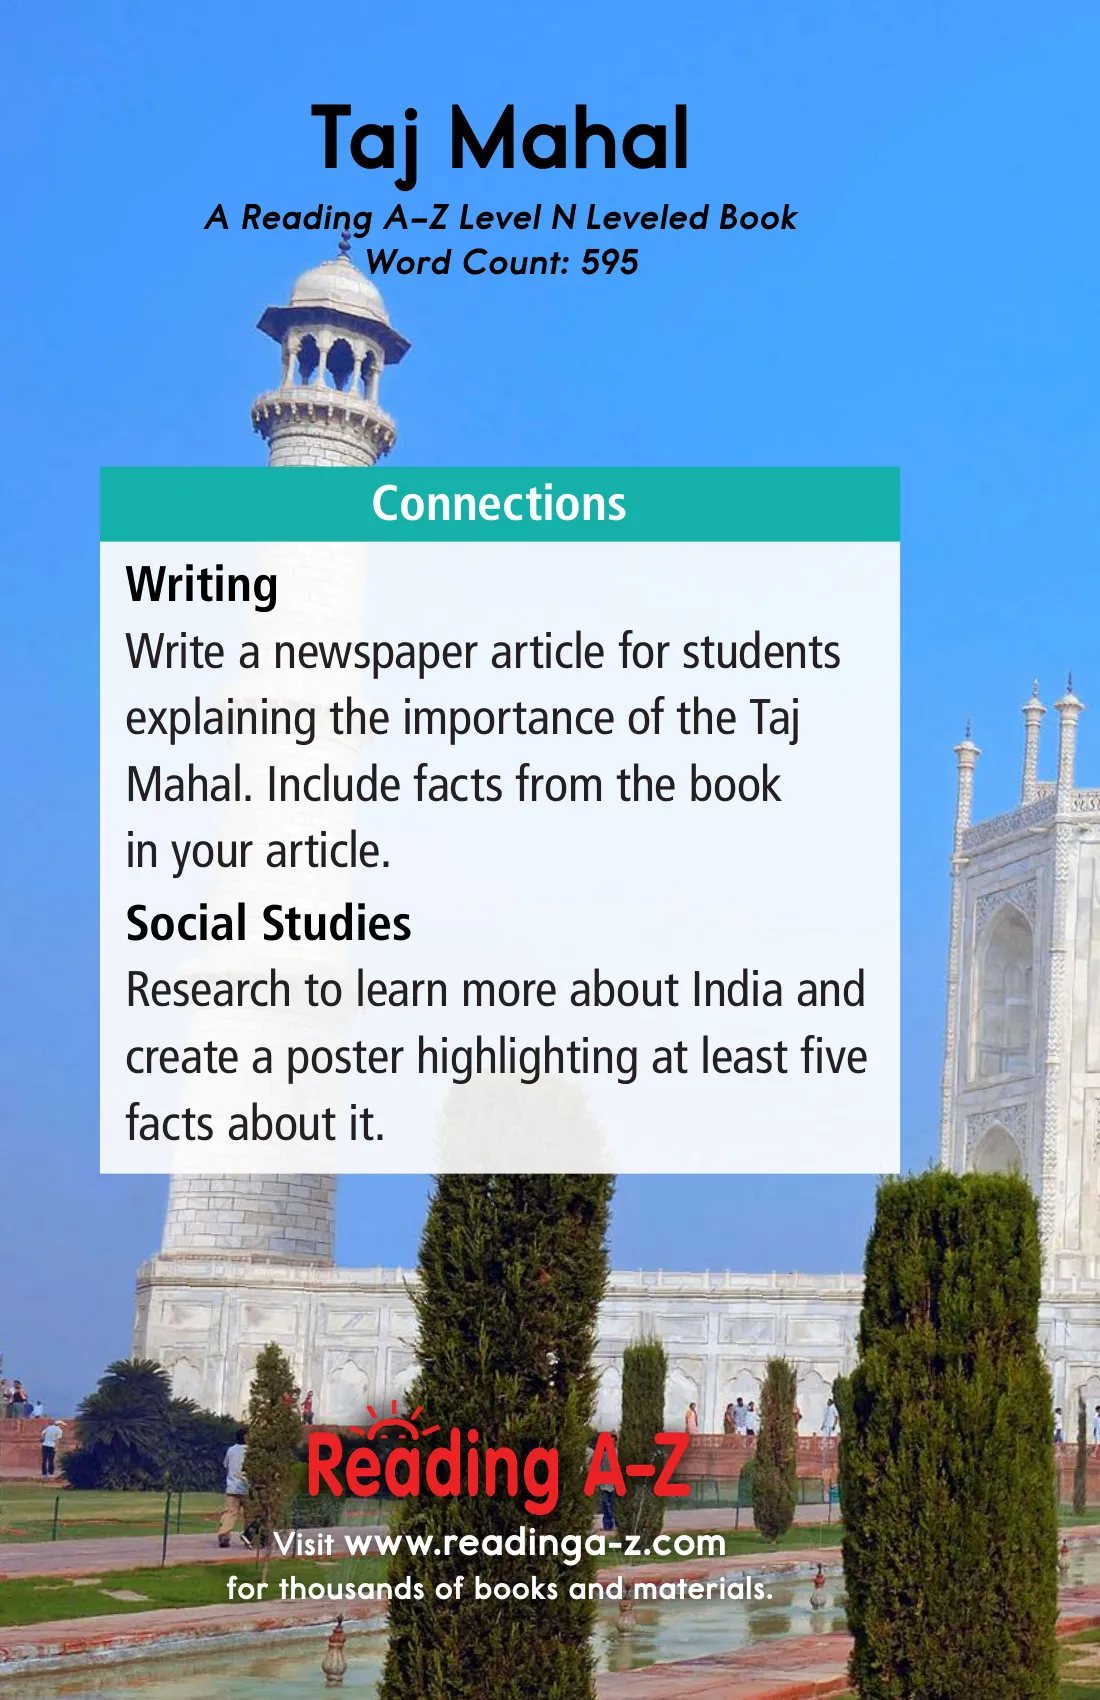 Taj Mahal
A Reading A–Z Level N Leveled Book
Word Count: 595
Connections
Writing
Write a newspaper article for students
explaining the importance of the Taj
Mahal. Include facts from the book
in your article.
Social Studies
Research to learn more about India and
create a poster highlighting at least five
facts about it.
Reading A–Z
Visit www.readinga-z.com
for thousands of books and materials.